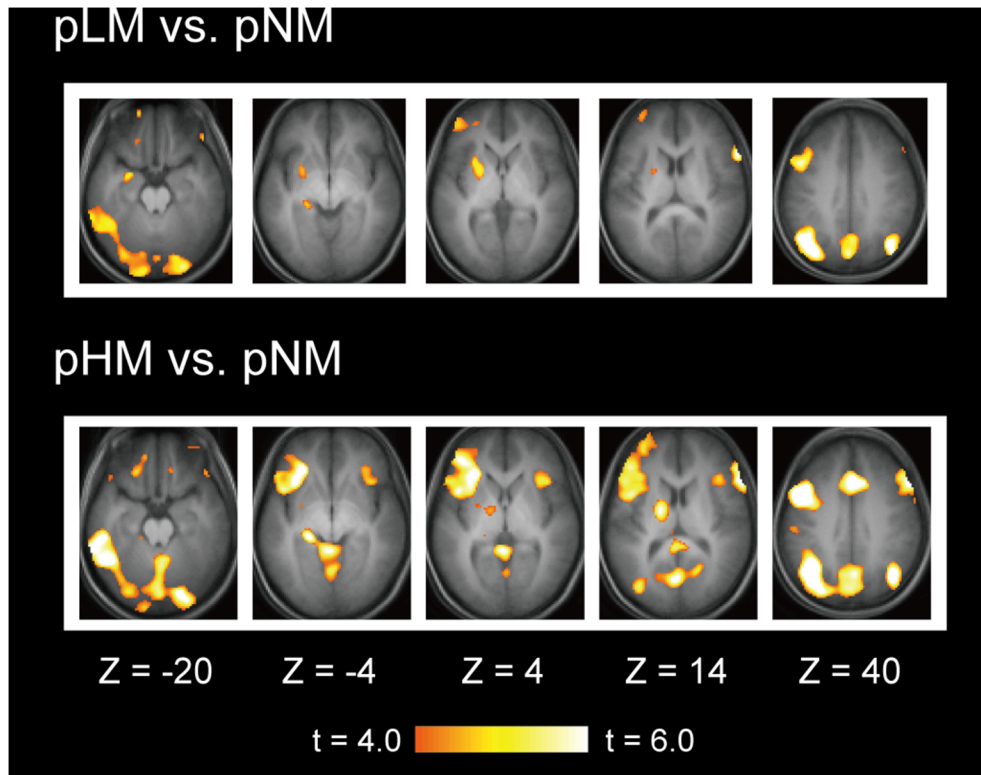 pLM vs. pNM
pHM vs. pNM
Z = -20 Z = -4 Z = 4 Z = 14 Z = 40
t = 4.0 t = 6.0